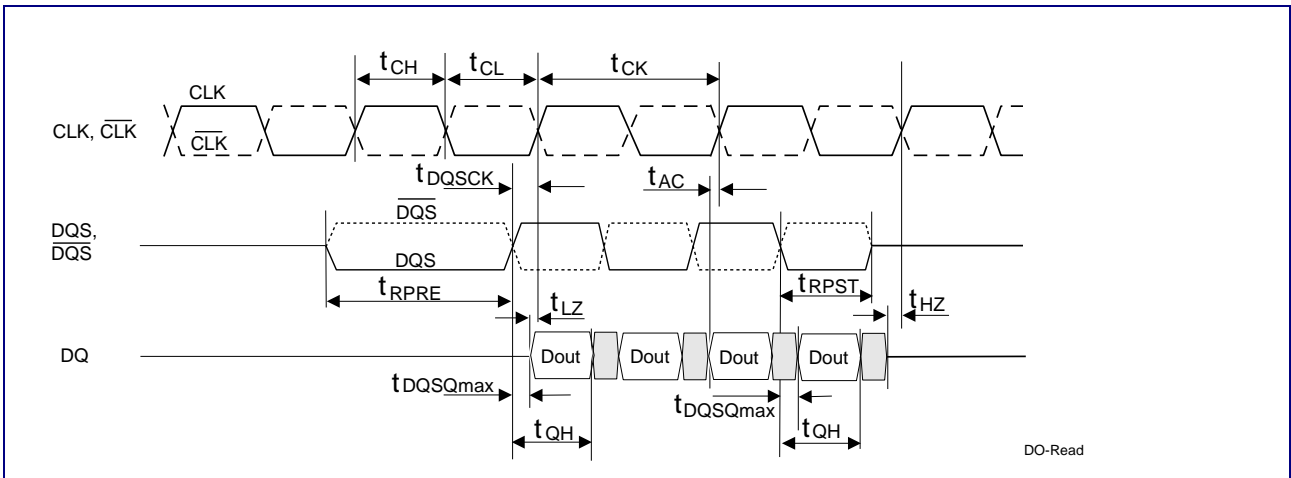 tCH tCL tCK
CLK
CLK, CLK
CLK
tDQSCK tAC
DQS
DQS,
DQS
DQS
tRPRE tRPST
tLZ tHZ
DQ Dout Dout Dout Dout
tDQSQmax tDQSQmax
tQH tQH
DO-Read